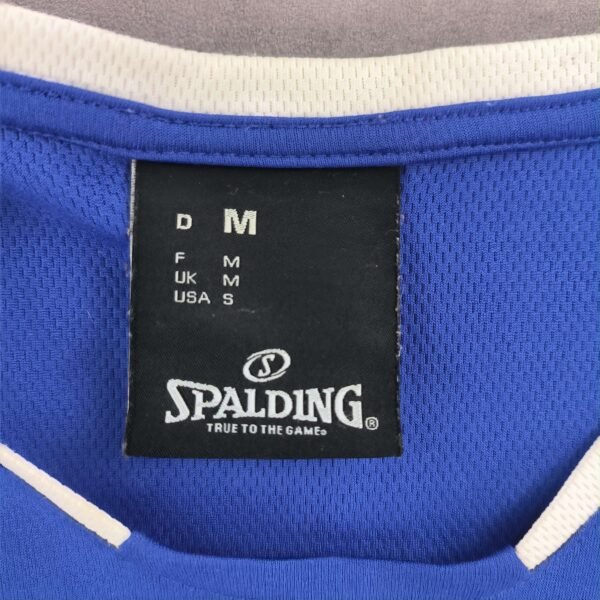 D M
F M
UK M
USA S
S
SPALDING®
TRUE TO THE GAME®